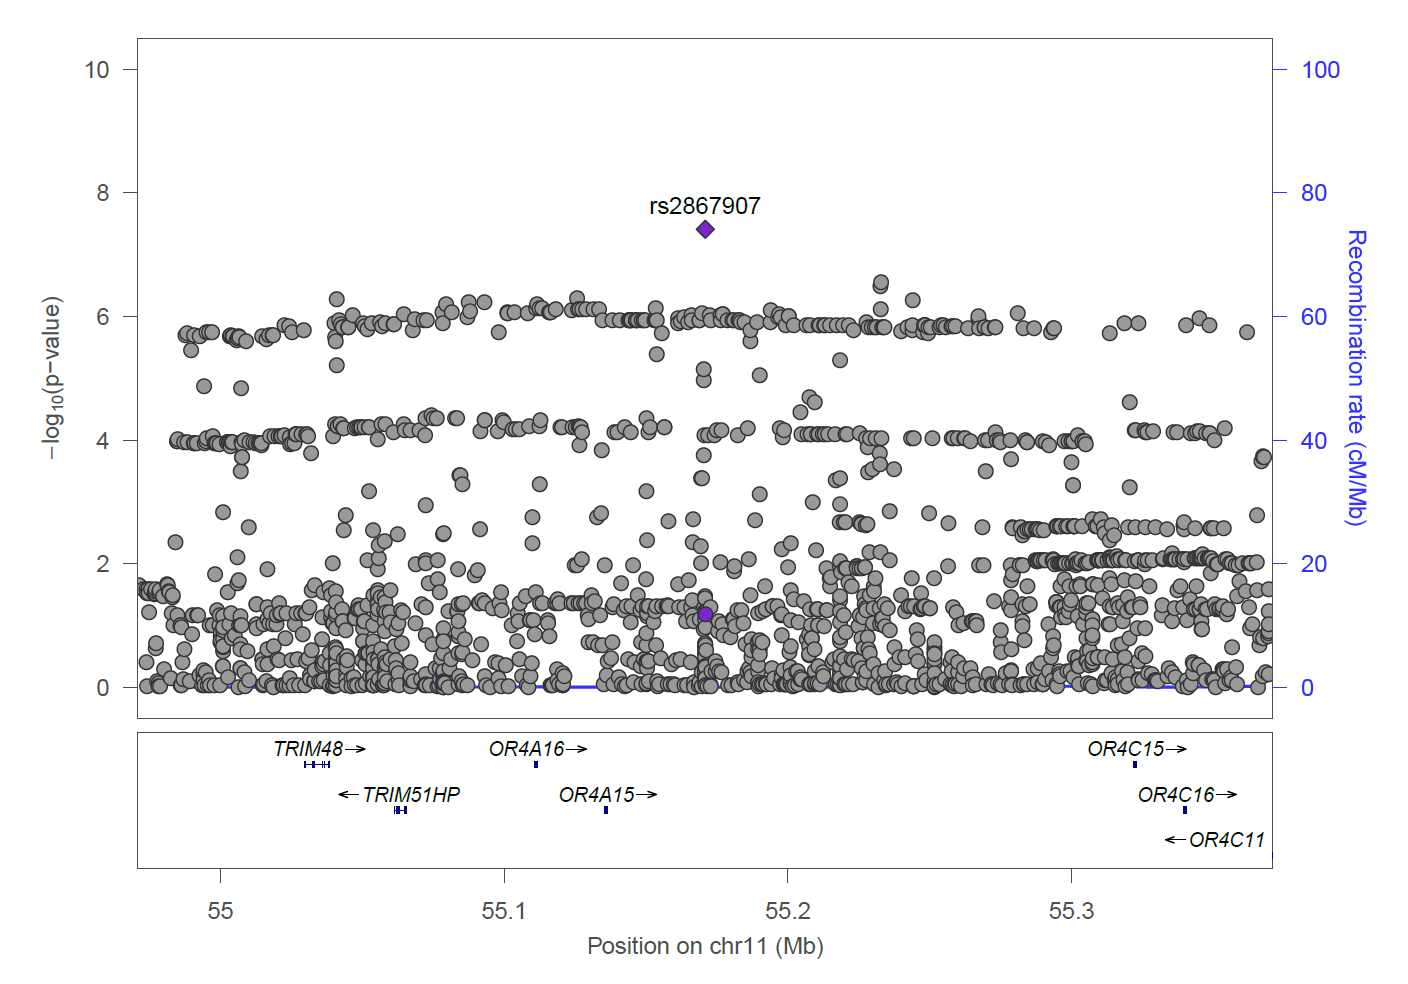 rs2867907
10
8
6
4
2
0
−log10(p−value)
100
80
60
40
20
0
Recombination rate (cM/Mb)
TRIM48
OR4A16
OR4C15
TRIM51HP
OR4A15
OR4C16
OR4C11
55
55.1
55.2
55.3
Position on chr11 (Mb)